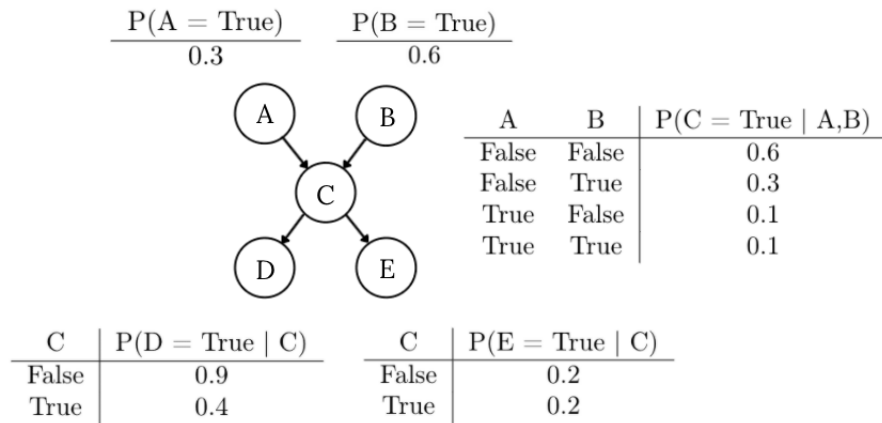 P(A = True) P(B = True)
0.3 0.6
A B
A B P(C = True | A,B)
False False 0.6
False True 0.3
C
True False 0.1
True True 0.1
D E
C P(D = True | C) C P(E = True | C)
False 0.9 False 0.2
True 0.4 True 0.2